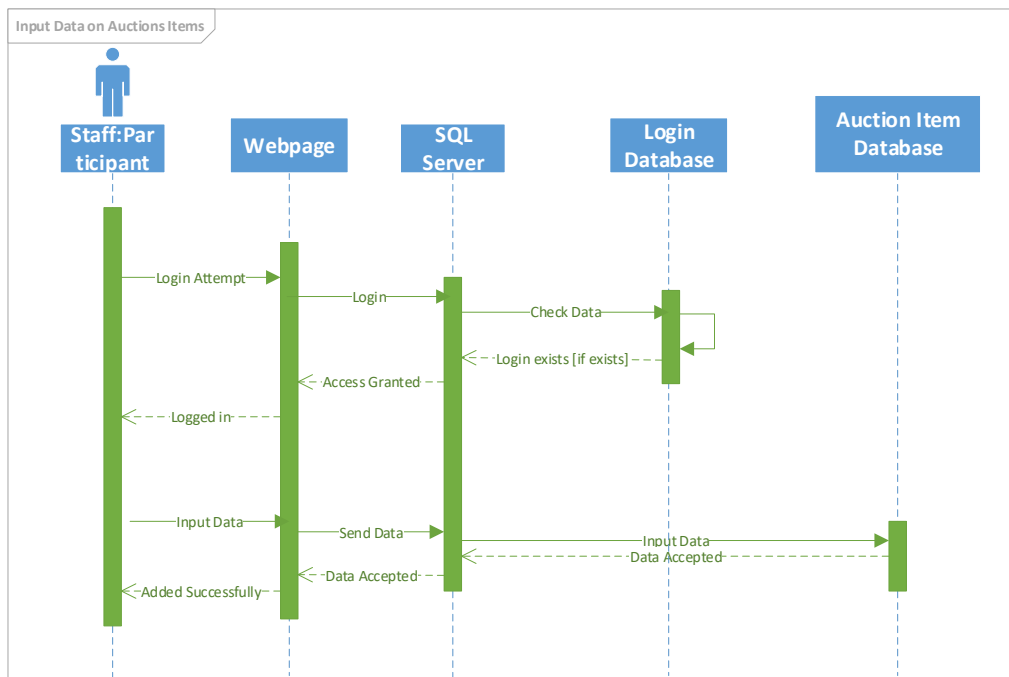 Input Data on Auctions Items
Staff:Par
ticipant
Webpage
SQL
Server
Login
Database
Auction Item
Database
Login Attempt
Login
Check Data
Login exists [if exists]
Access Granted
Logged in
Input Data
Send Data
Input Data
Data Accepted
Data Accepted
Added Successfully